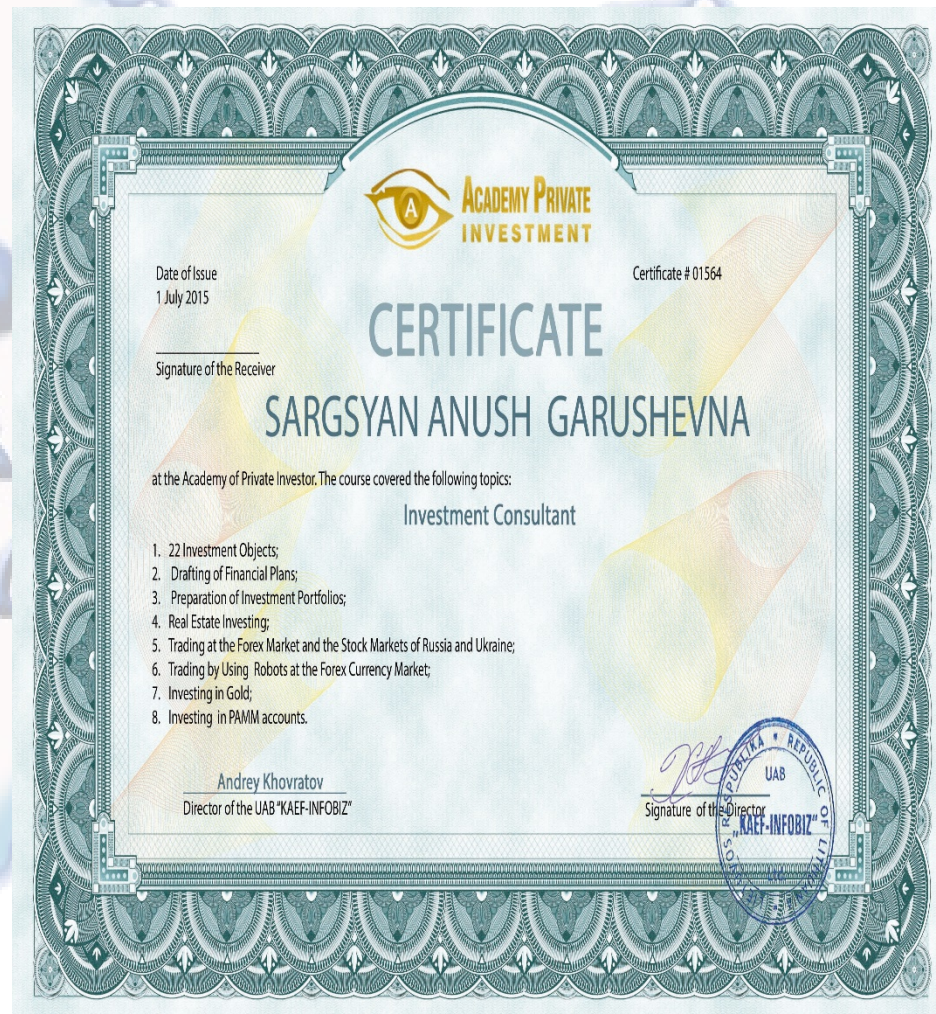 ACADEMY PRIVATE
INVESTMENT
Date of Issue
1 July 2015
Certificate # 01564
Signature of the Receiver
CERTIFICATE
SARGSYAN ANUSH GARUSHEVNA
at the Academy of Private Investor. The course covered the following topics:
Investment Consultant
1. 22 Investment Objects;
2. Drafting of Financial Plans;
3. Preparation of Investment Portfolios;
4. Real Estate Investing;
5. Trading at the Forex Market and the Stock Markets of Russia and Ukraine;
6. Trading by Using Robots at the Forex Currency Market;
7. Investing in Gold;
8. Investing in PAMM accounts.
Andrey Khovratov
Director of the UAB "KAEF-INFOBIZ"
Signature of the Director
REPUBLIC OF
UAB
„KAEF-INFOBIZ“